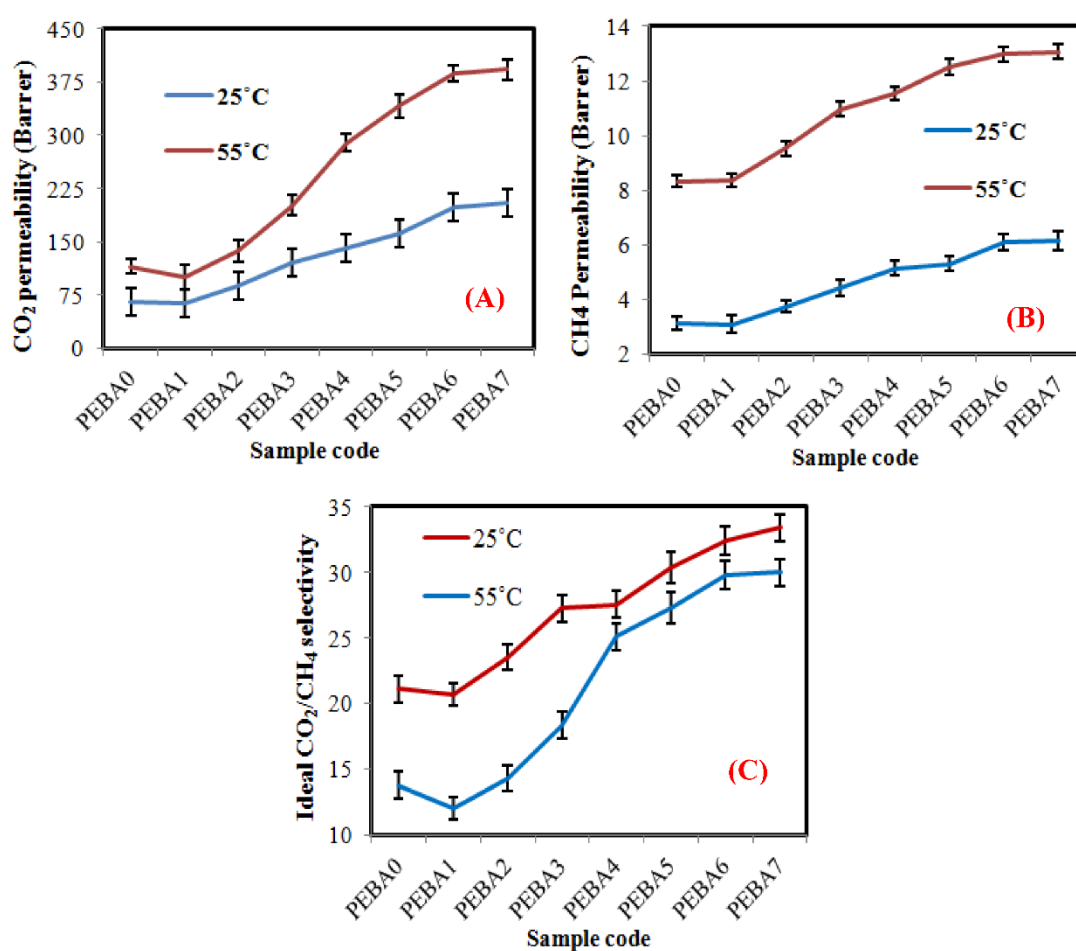 CO₂ permeability (Barrer)
450
375
300
225
150
75
0
25°C
55°C
(A)
PEBA0
PEBA1
PEBA2
PEBA3
PEBA4
PEBA5
PEBA6
PEBA7
Sample code
CH4 Permeability (Barrer)
14
12
10
8
6
4
2
25°C
55°C
(B)
PEBA0
PEBA1
PEBA2
PEBA3
PEBA4
PEBA5
PEBA6
PEBA7
Sample code
Ideal CO₂/CH₄ selectivity
35
30
25
20
15
10
25°C
55°C
(C)
PEBA0
PEBA1
PEBA2
PEBA3
PEBA4
PEBA5
PEBA6
PEBA7
Sample code